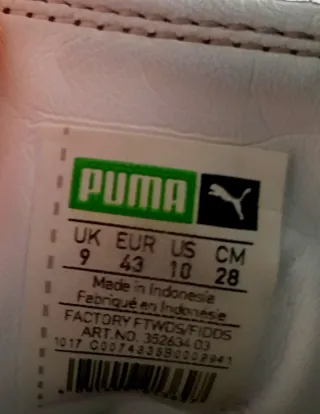 PUMA
UK EUR US CM
9 43 10 28
Made in Indonesia
Fabriqué en Indonésie
FACTORY FTWDS/FIDDS
ART.NO. 352634 03
1017